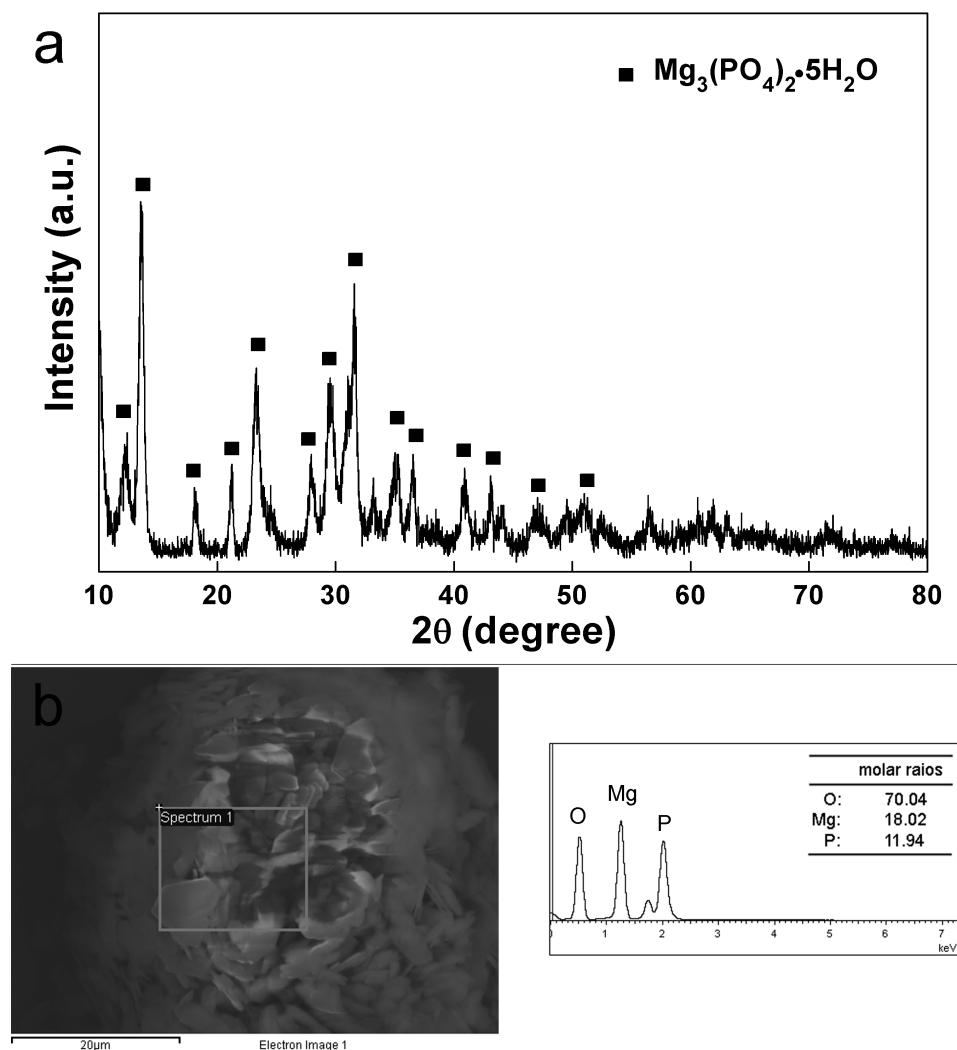 a
Mg₃(PO₄)₂•5H₂O
Intensity (a.u.)
10 20 30 40 50 60 70 80
2θ (degree)
b
Spectrum 1
20µm
Electron Image 1
molar raios
O: 70.04
Mg: 18.02
P: 11.94
O
Mg
P
0 1 2 3 4 5 6 7
keV